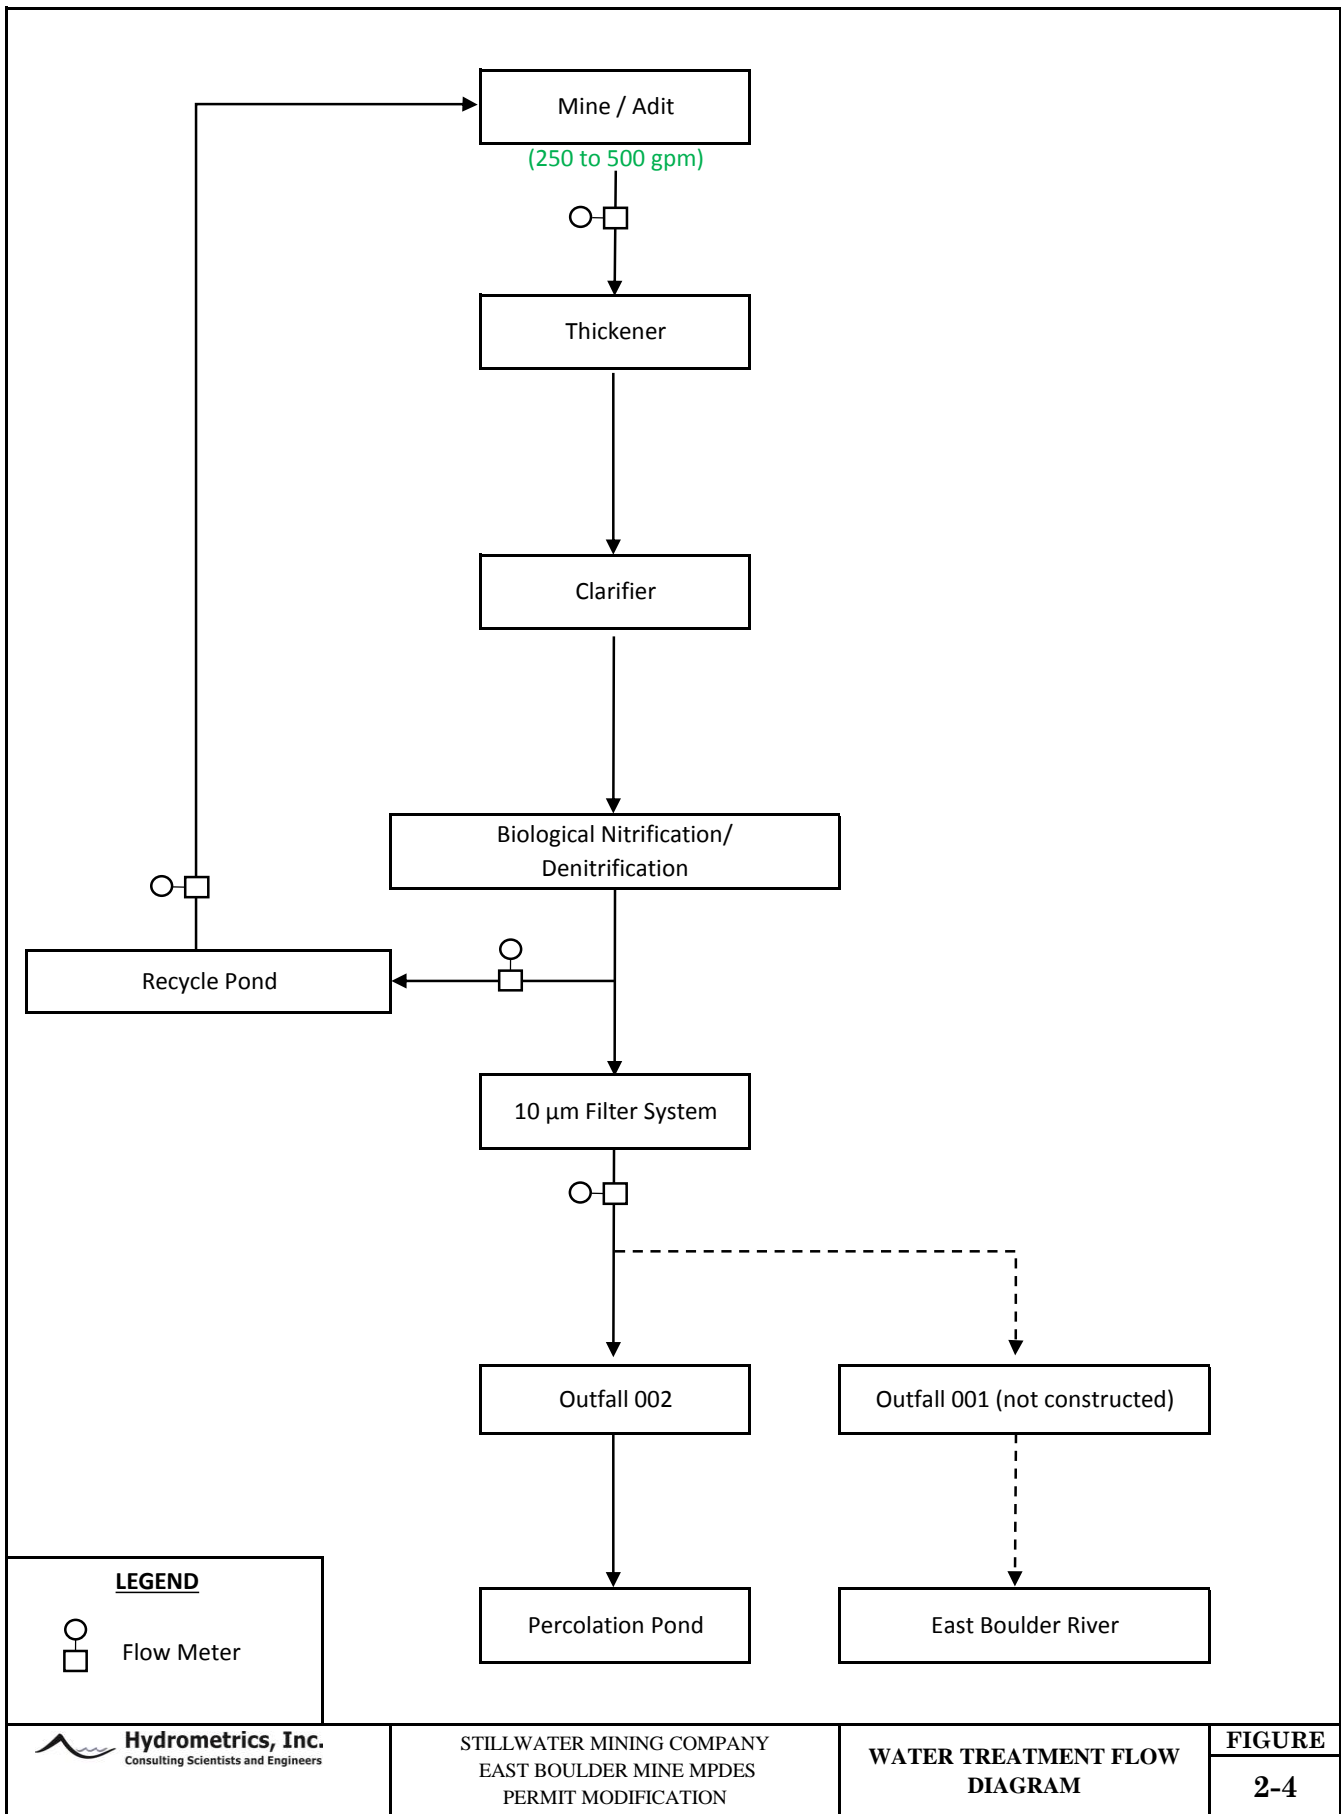 Mine / Adit
(250 to 500 gpm)
Thickener
Clarifier
Biological Nitrification/
Denitrification
Recycle Pond
10 µm Filter System
Outfall 002
Outfall 001 (not constructed)
Percolation Pond
East Boulder River
LEGEND
Flow Meter
Hydrometrics, Inc.
Consulting Scientists and Engineers
STILLWATER MINING COMPANY
EAST BOULDER MINE MPDES
PERMIT MODIFICATION
WATER TREATMENT FLOW
DIAGRAM
FIGURE
2-4